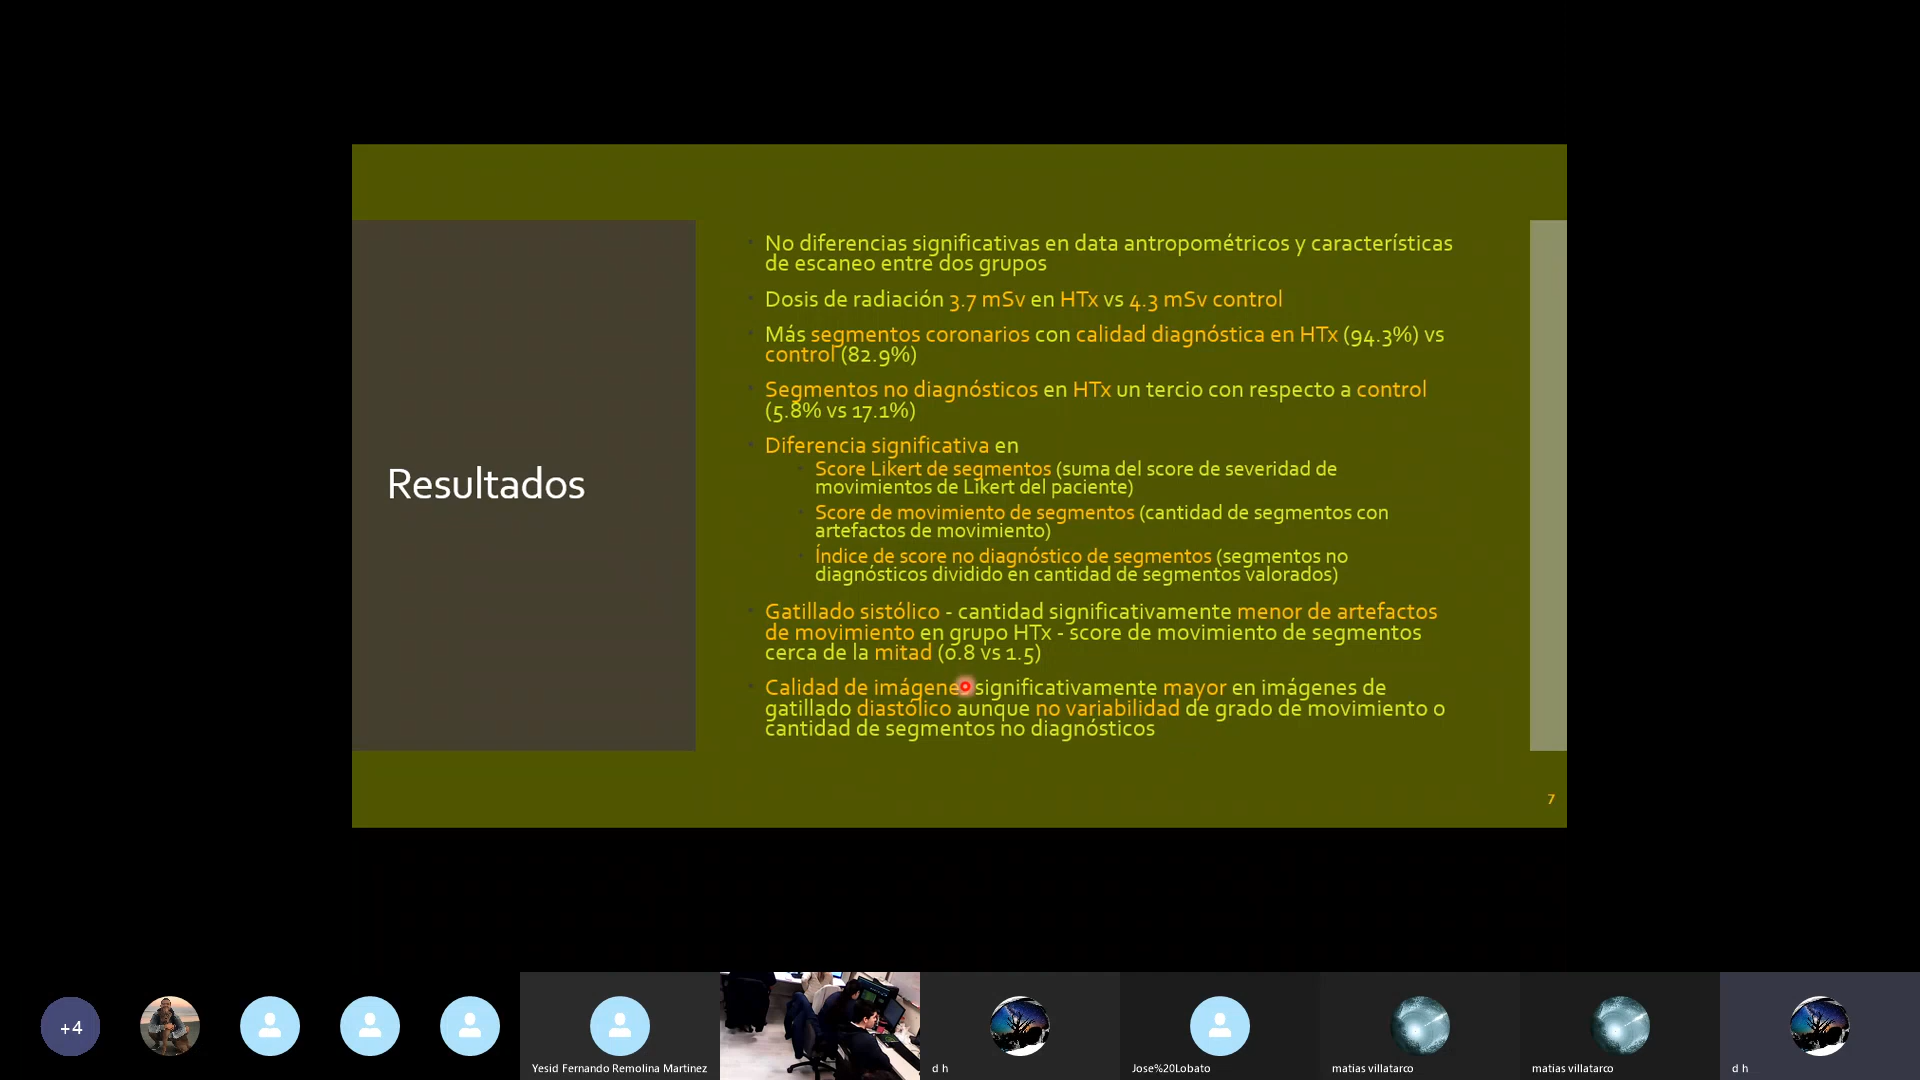 Resultados
No diferencias significativas en data antropométricos y características
de escaneo entre dos grupos
Dosis de radiación 3.7 mSv en HTx vs 4.3 mSv control
Más segmentos coronarios con calidad diagnóstica en HTx (94.3%) vs
control (82.9%)
Segmentos no diagnósticos en HTx un tercio con respecto a control
(5.8% vs 17.1%)
Diferencia significativa en
Score Likert de segmentos (suma del score de severidad de
movimientos de Likert del paciente)
Score de movimiento de segmentos (cantidad de segmentos con
artefactos de movimiento)
Índice de score no diagnóstico de segmentos (segmentos no
diagnósticos dividido en cantidad de segmentos valorados)
Gatillado sistólico - cantidad significativamente menor de artefactos
de movimiento en grupo HTx - score de movimiento de segmentos
cerca de la mitad (0.8 vs 1.5)
Calidad de imágenes significativamente mayor en imágenes de
gatillado diastólico aunque no variabilidad de grado de movimiento o
cantidad de segmentos no diagnósticos
7
+4
Yesid Fernando Remolina Martinez
d h
Jose%20Lobato
matias villatarco
matias villatarco
d h